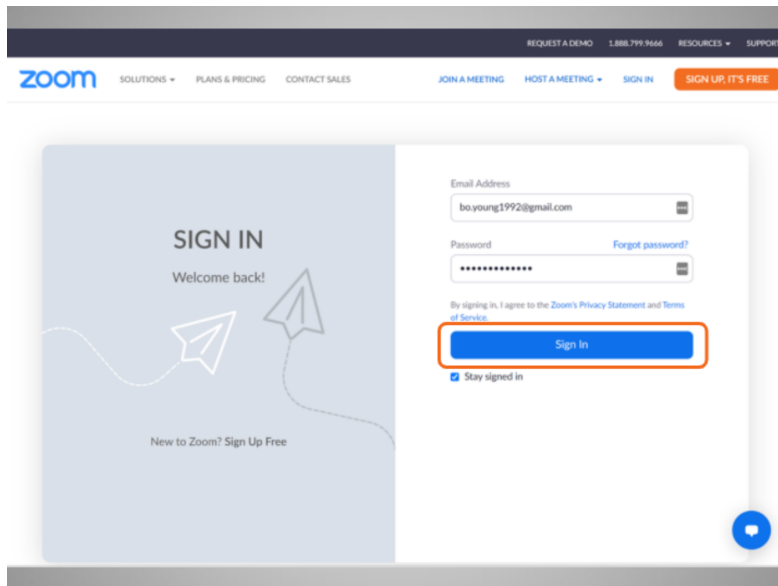 REQUEST A DEMO 1.888.799.9666 RESOURCES SUPPORT
zoom SOLUTIONS PLANS & PRICING CONTACT SALES JOIN A MEETING HOST A MEETING SIGN IN SIGN UP, IT'S FREE
SIGN IN
Welcome back!
New to Zoom? Sign Up Free
Email Address
bo.young1992@gmail.com
Password Forgot password?
•••••••••••••
By signing in, I agree to the Zoom's Privacy Statement and Terms
of Service.
Sign In
Stay signed in